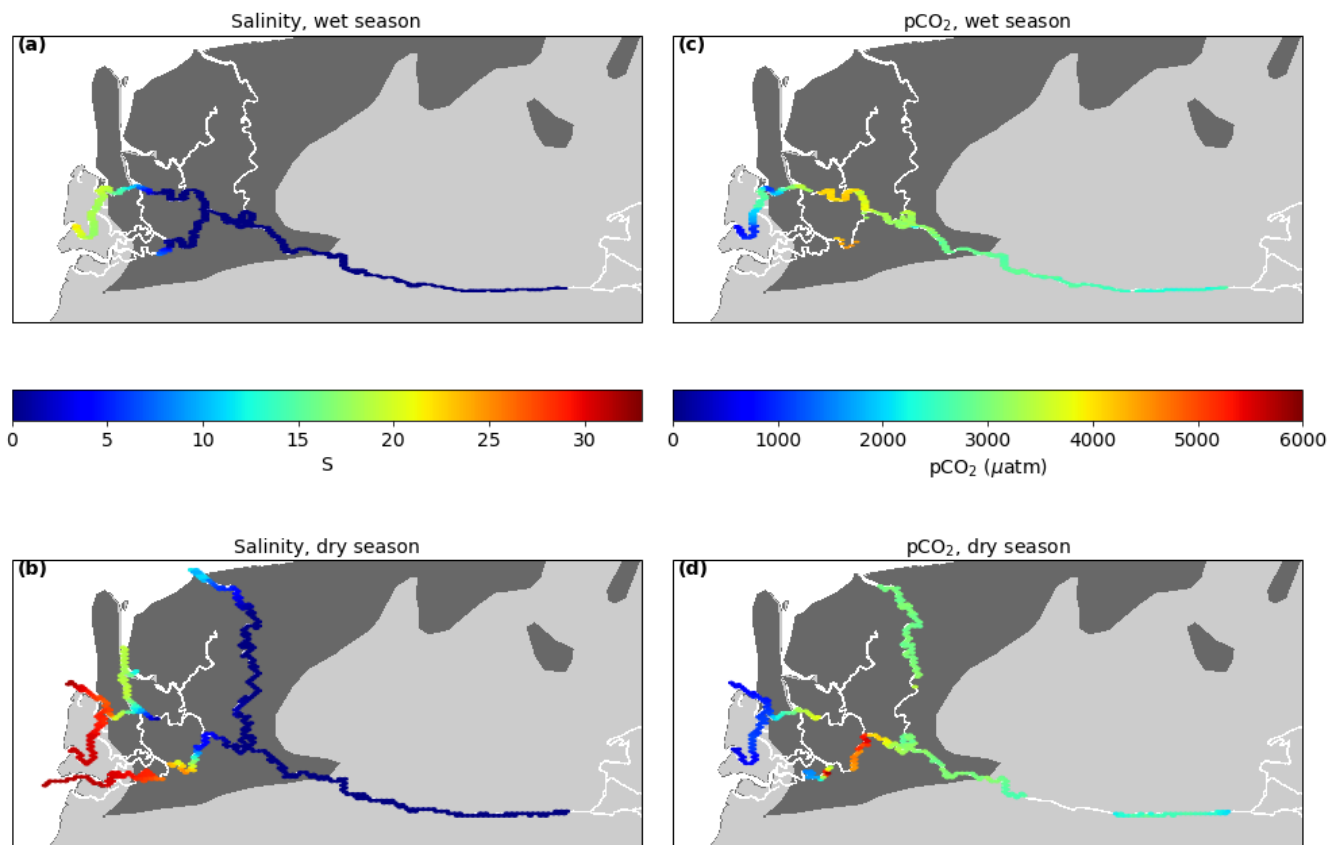 Salinity, wet season
(a)
pCO₂, wet season
(c)
0 5 10 15 20 25 30
S
0 1000 2000 3000 4000 5000 6000
pCO₂ (μatm)
Salinity, dry season
(b)
pCO₂, dry season
(d)